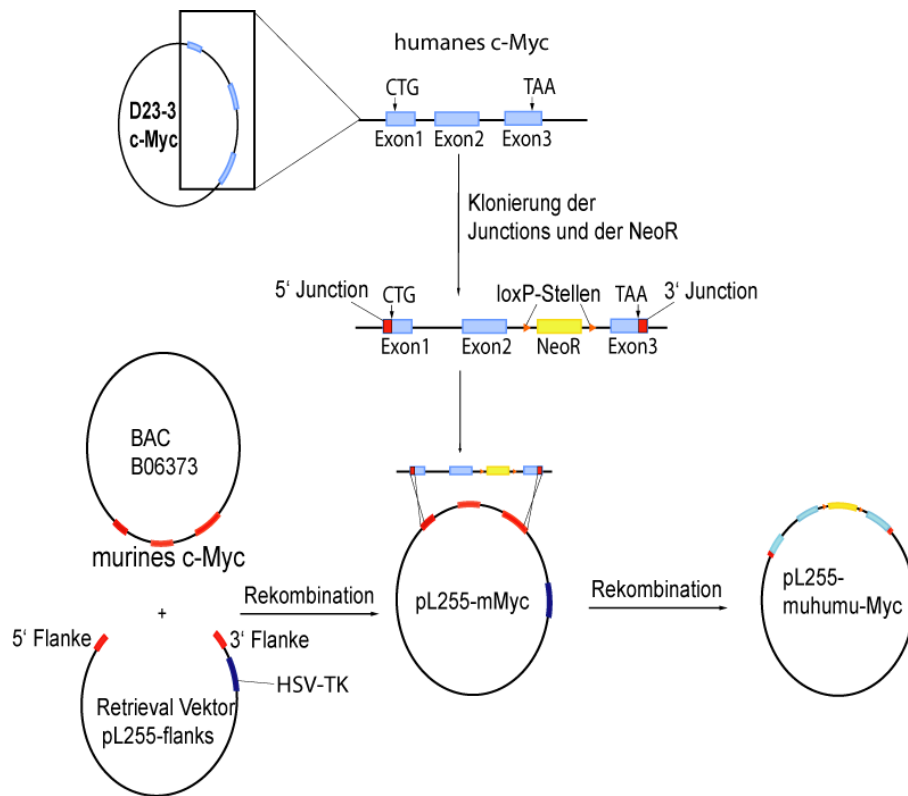 humanes c-Myc
CTG
TAA
D23-3
c-Myc
Exon1
Exon2
Exon3
Klonierung der
Junctions und der NeoR
5‘ Junction
CTG
loxP-Stellen
TAA
3‘ Junction
Exon1
Exon2
NeoR
Exon3
BAC
B06373
murines c-Myc
+
5‘ Flanke
3‘ Flanke
HSV-TK
Retrieval Vektor
pL255-flanks
Rekombination
pL255-mMyc
Rekombination
pL255-
muhumu-Myc